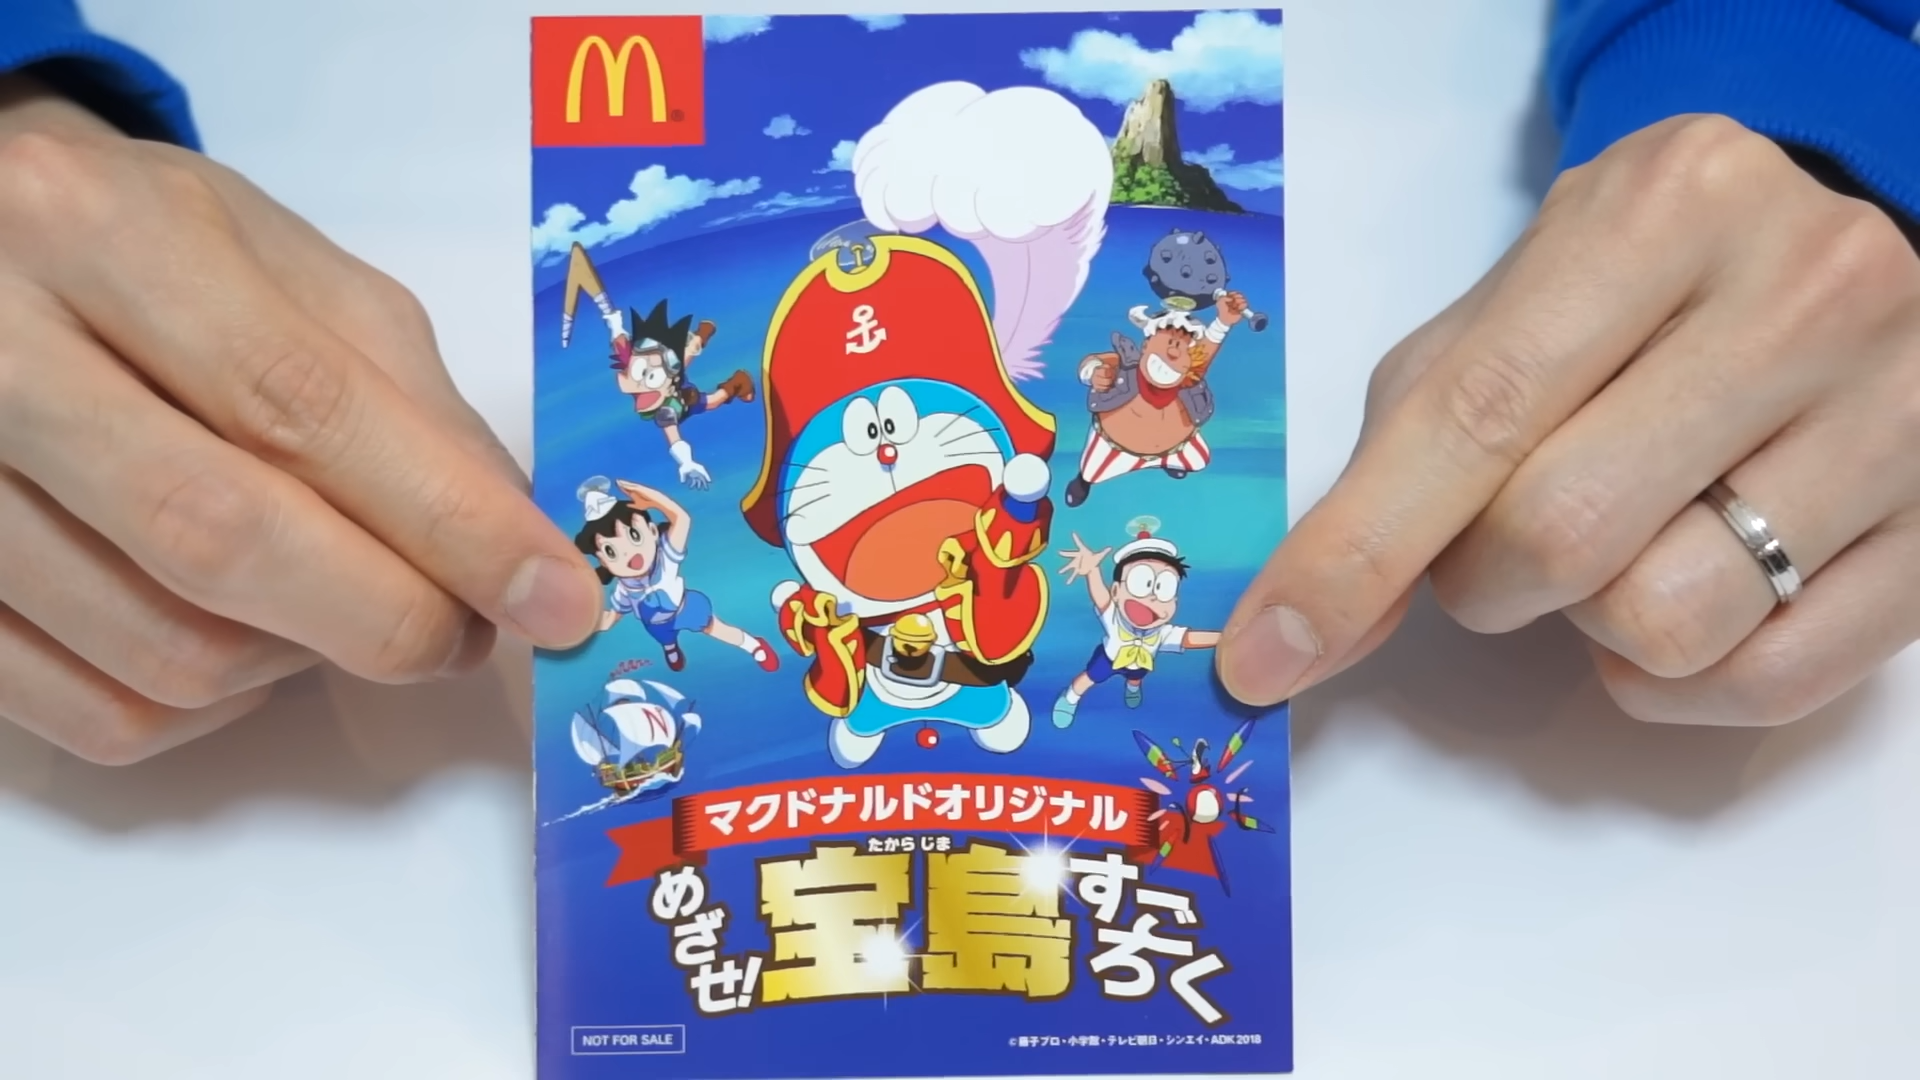 M
N
マクドナルドオリジナル
たからじま
めざせ!宝島すごろく
NOT FOR SALE
©藤子プロ・小学館・テレビ朝日・シンエイ・ADK 2018